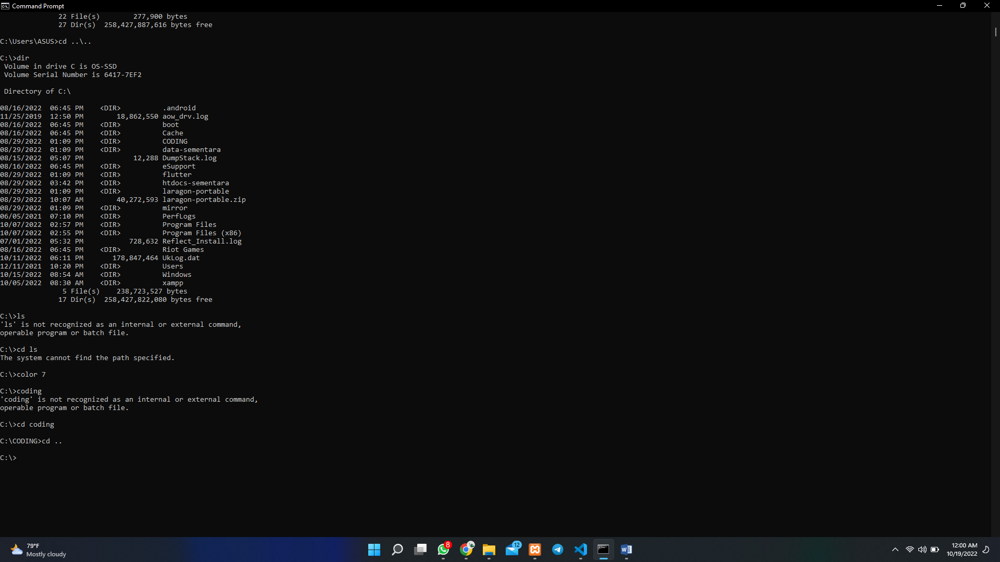 Command Prompt
22 File(s)        277,900 bytes
27 Dir(s)  258,427,887,616 bytes free
C:\Users\ASUS>cd ..\..
C:\>dir
Volume in drive C is OS-SSD
Volume Serial Number is 6417-7EF2
Directory of C:\
08/16/2022  06:45 PM    <DIR>          .android
11/25/2019  12:50 PM        18,862,550 aow_drv.log
08/16/2022  06:45 PM    <DIR>          boot
08/16/2022  06:45 PM    <DIR>          Cache
08/29/2022  01:09 PM    <DIR>          CODING
08/29/2022  01:09 PM    <DIR>          data-sementara
08/15/2022  05:07 PM            12,288 DumpStack.log
08/16/2022  06:45 PM    <DIR>          eSupport
08/29/2022  01:09 PM    <DIR>          flutter
08/29/2022  03:42 PM    <DIR>          htdocs-sementara
08/29/2022  01:09 PM    <DIR>          laragon-portable
08/29/2022  10:07 AM        40,272,593 laragon-portable.zip
08/29/2022  01:09 PM    <DIR>          mirror
06/05/2021  07:10 PM    <DIR>          PerfLogs
10/07/2022  02:57 PM    <DIR>          Program Files
10/07/2022  02:55 PM    <DIR>          Program Files (x86)
07/01/2022  05:32 PM           728,632 Reflect_Install.log
08/16/2022  06:45 PM    <DIR>          Riot Games
10/11/2022  06:11 PM       178,847,464 UkLog.dat
12/11/2021  10:20 PM    <DIR>          Users
10/15/2022  08:54 AM    <DIR>          Windows
10/05/2022  08:30 AM    <DIR>          xampp
5 File(s)    238,723,527 bytes
17 Dir(s)  258,427,822,080 bytes free
C:\>ls
'ls' is not recognized as an internal or external command,
operable program or batch file.
C:\>cd ls
The system cannot find the path specified.
C:\>color 7
C:\>coding
'coding' is not recognized as an internal or external command,
operable program or batch file.
C:\>cd coding
C:\CODING>cd ..
C:\>
79°F
Mostly cloudy
8
12
12:00 AM
10/19/2022